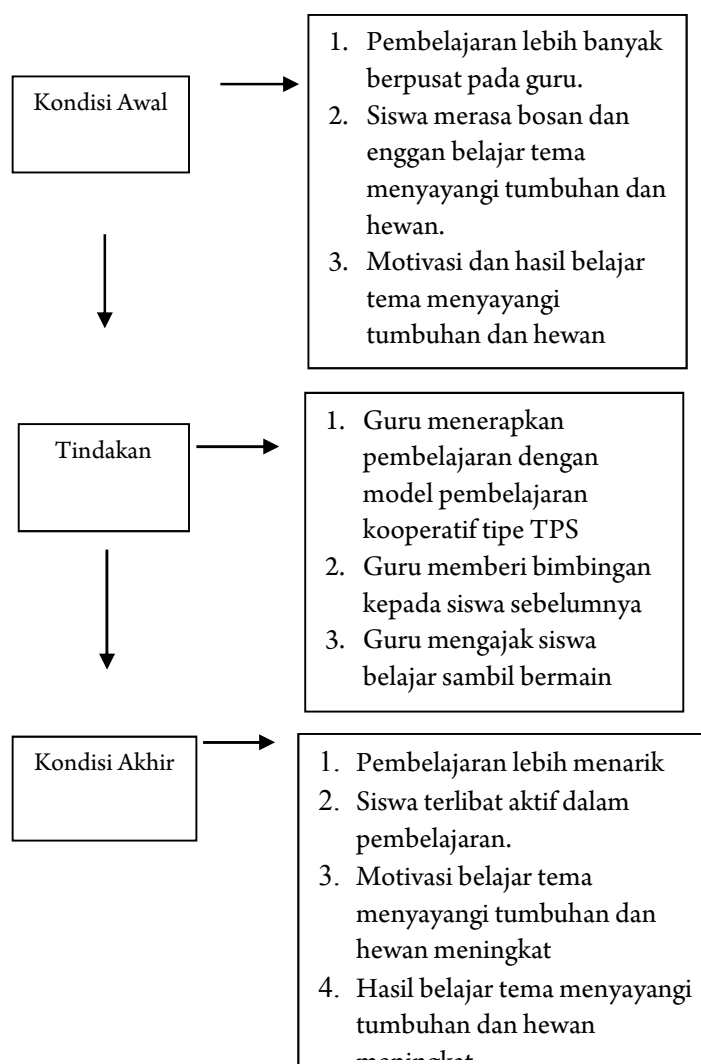 Kondisi Awal
1. Pembelajaran lebih banyak
berpusat pada guru.
2. Siswa merasa bosan dan
enggan belajar tema
menyayangi tumbuhan dan
hewan.
3. Motivasi dan hasil belajar
tema menyayangi
tumbuhan dan hewan
Tindakan
1. Guru menerapkan
pembelajaran dengan
model pembelajaran
kooperatif tipe TPS
2. Guru memberi bimbingan
kepada siswa sebelumnya
3. Guru mengajak siswa
belajar sambil bermain
Kondisi Akhir
1. Pembelajaran lebih menarik
2. Siswa terlibat aktif dalam
pembelajaran.
3. Motivasi belajar tema
menyayangi tumbuhan dan
hewan meningkat
4. Hasil belajar tema menyayangi
tumbuhan dan hewan